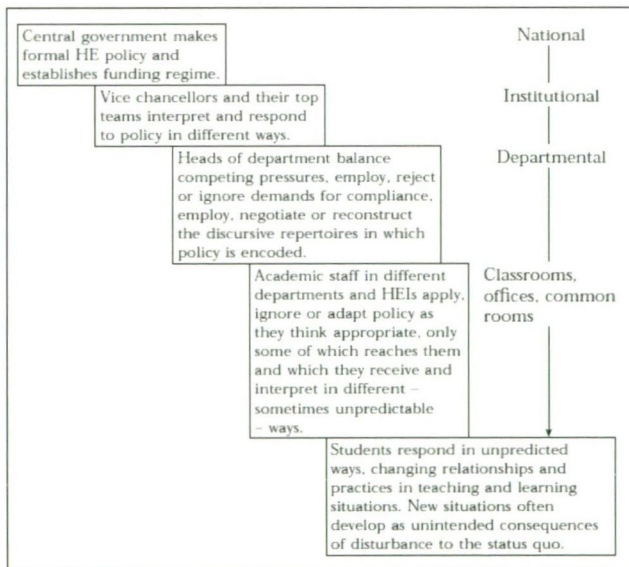 Central government makes
formal HE policy and
establishes funding regime.
National
Vice chancellors and their top
teams interpret and respond
to policy in different ways.
Institutional
Heads of department balance
competing pressures, employ, reject
or ignore demands for compliance,
employ, negotiate or reconstruct
the discursive repertoires in which
policy is encoded.
Departmental
Academic staff in different
departments and HEIs apply,
ignore or adapt policy as
they think appropriate, only
some of which reaches them
and which they receive and
interpret in different –
sometimes unpredictable
– ways.
Classrooms,
offices, common
rooms
Students respond in unpredicted
ways, changing relationships and
practices in teaching and learning
situations. New situations often
develop as unintended consequences
of disturbance to the status quo.